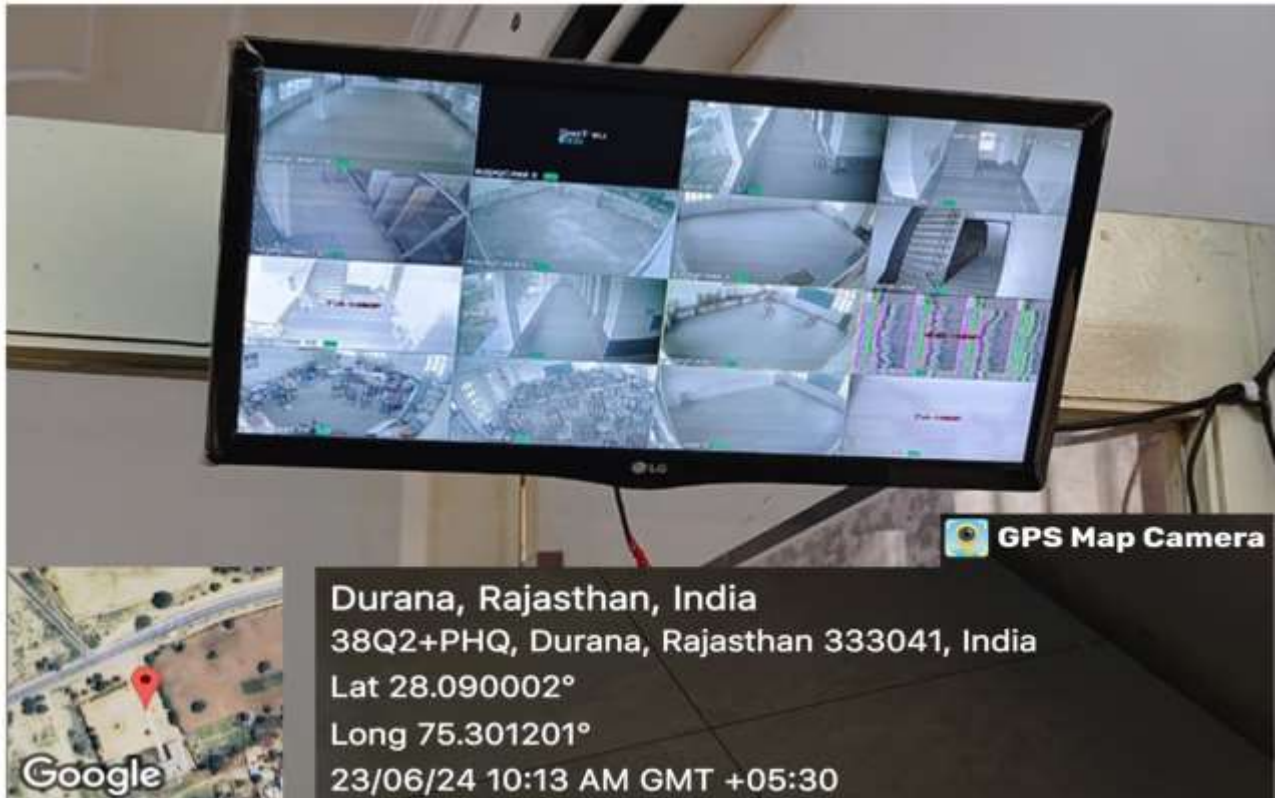 LG
GPS Map Camera
Durana, Rajasthan, India
38Q2+PHQ, Durana, Rajasthan 333041, India
Lat 28.090002°
Long 75.301201°
23/06/24 10:13 AM GMT +05:30
Google